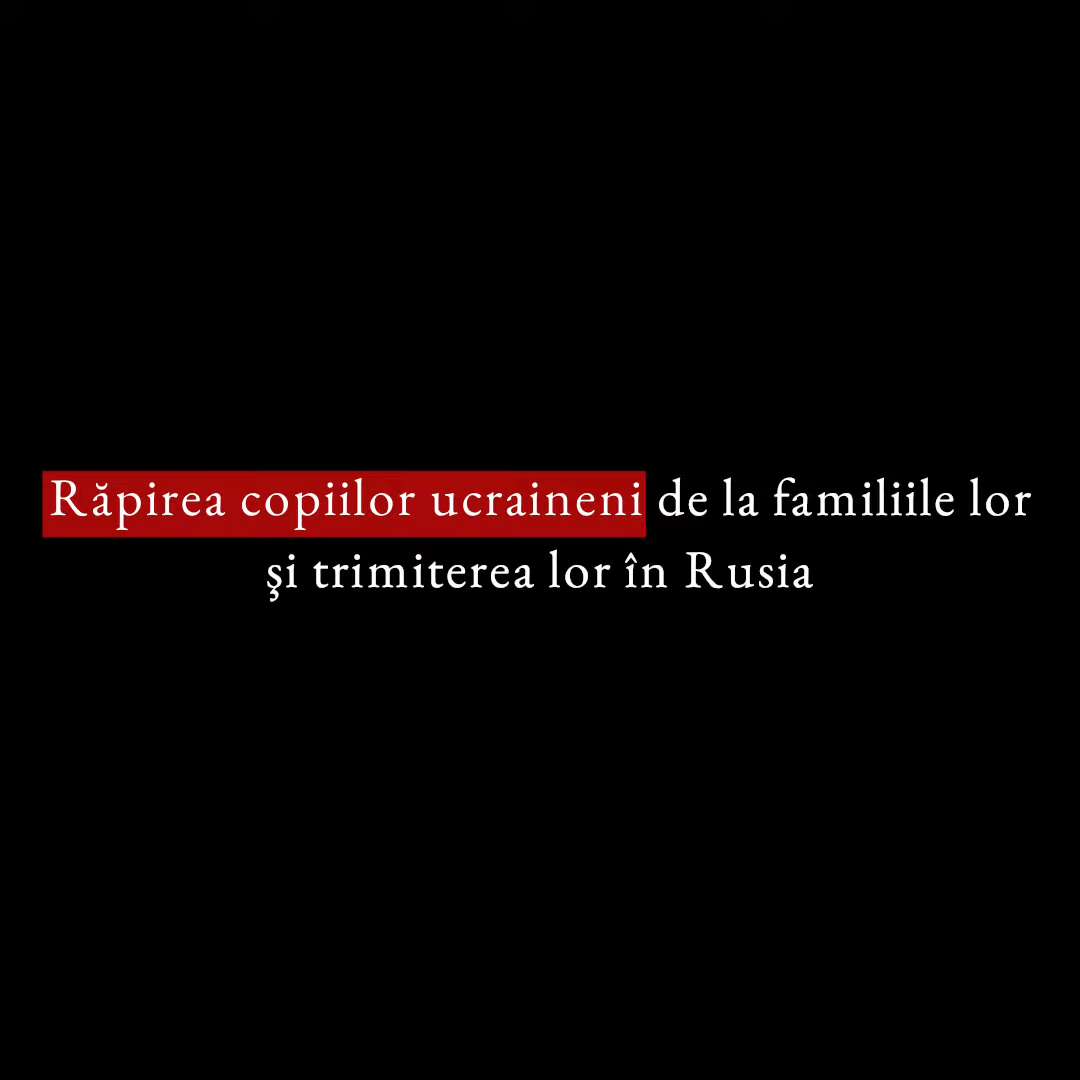 Răpirea copiilor ucraineni de la familiile lor
şi trimiterea lor în Rusia